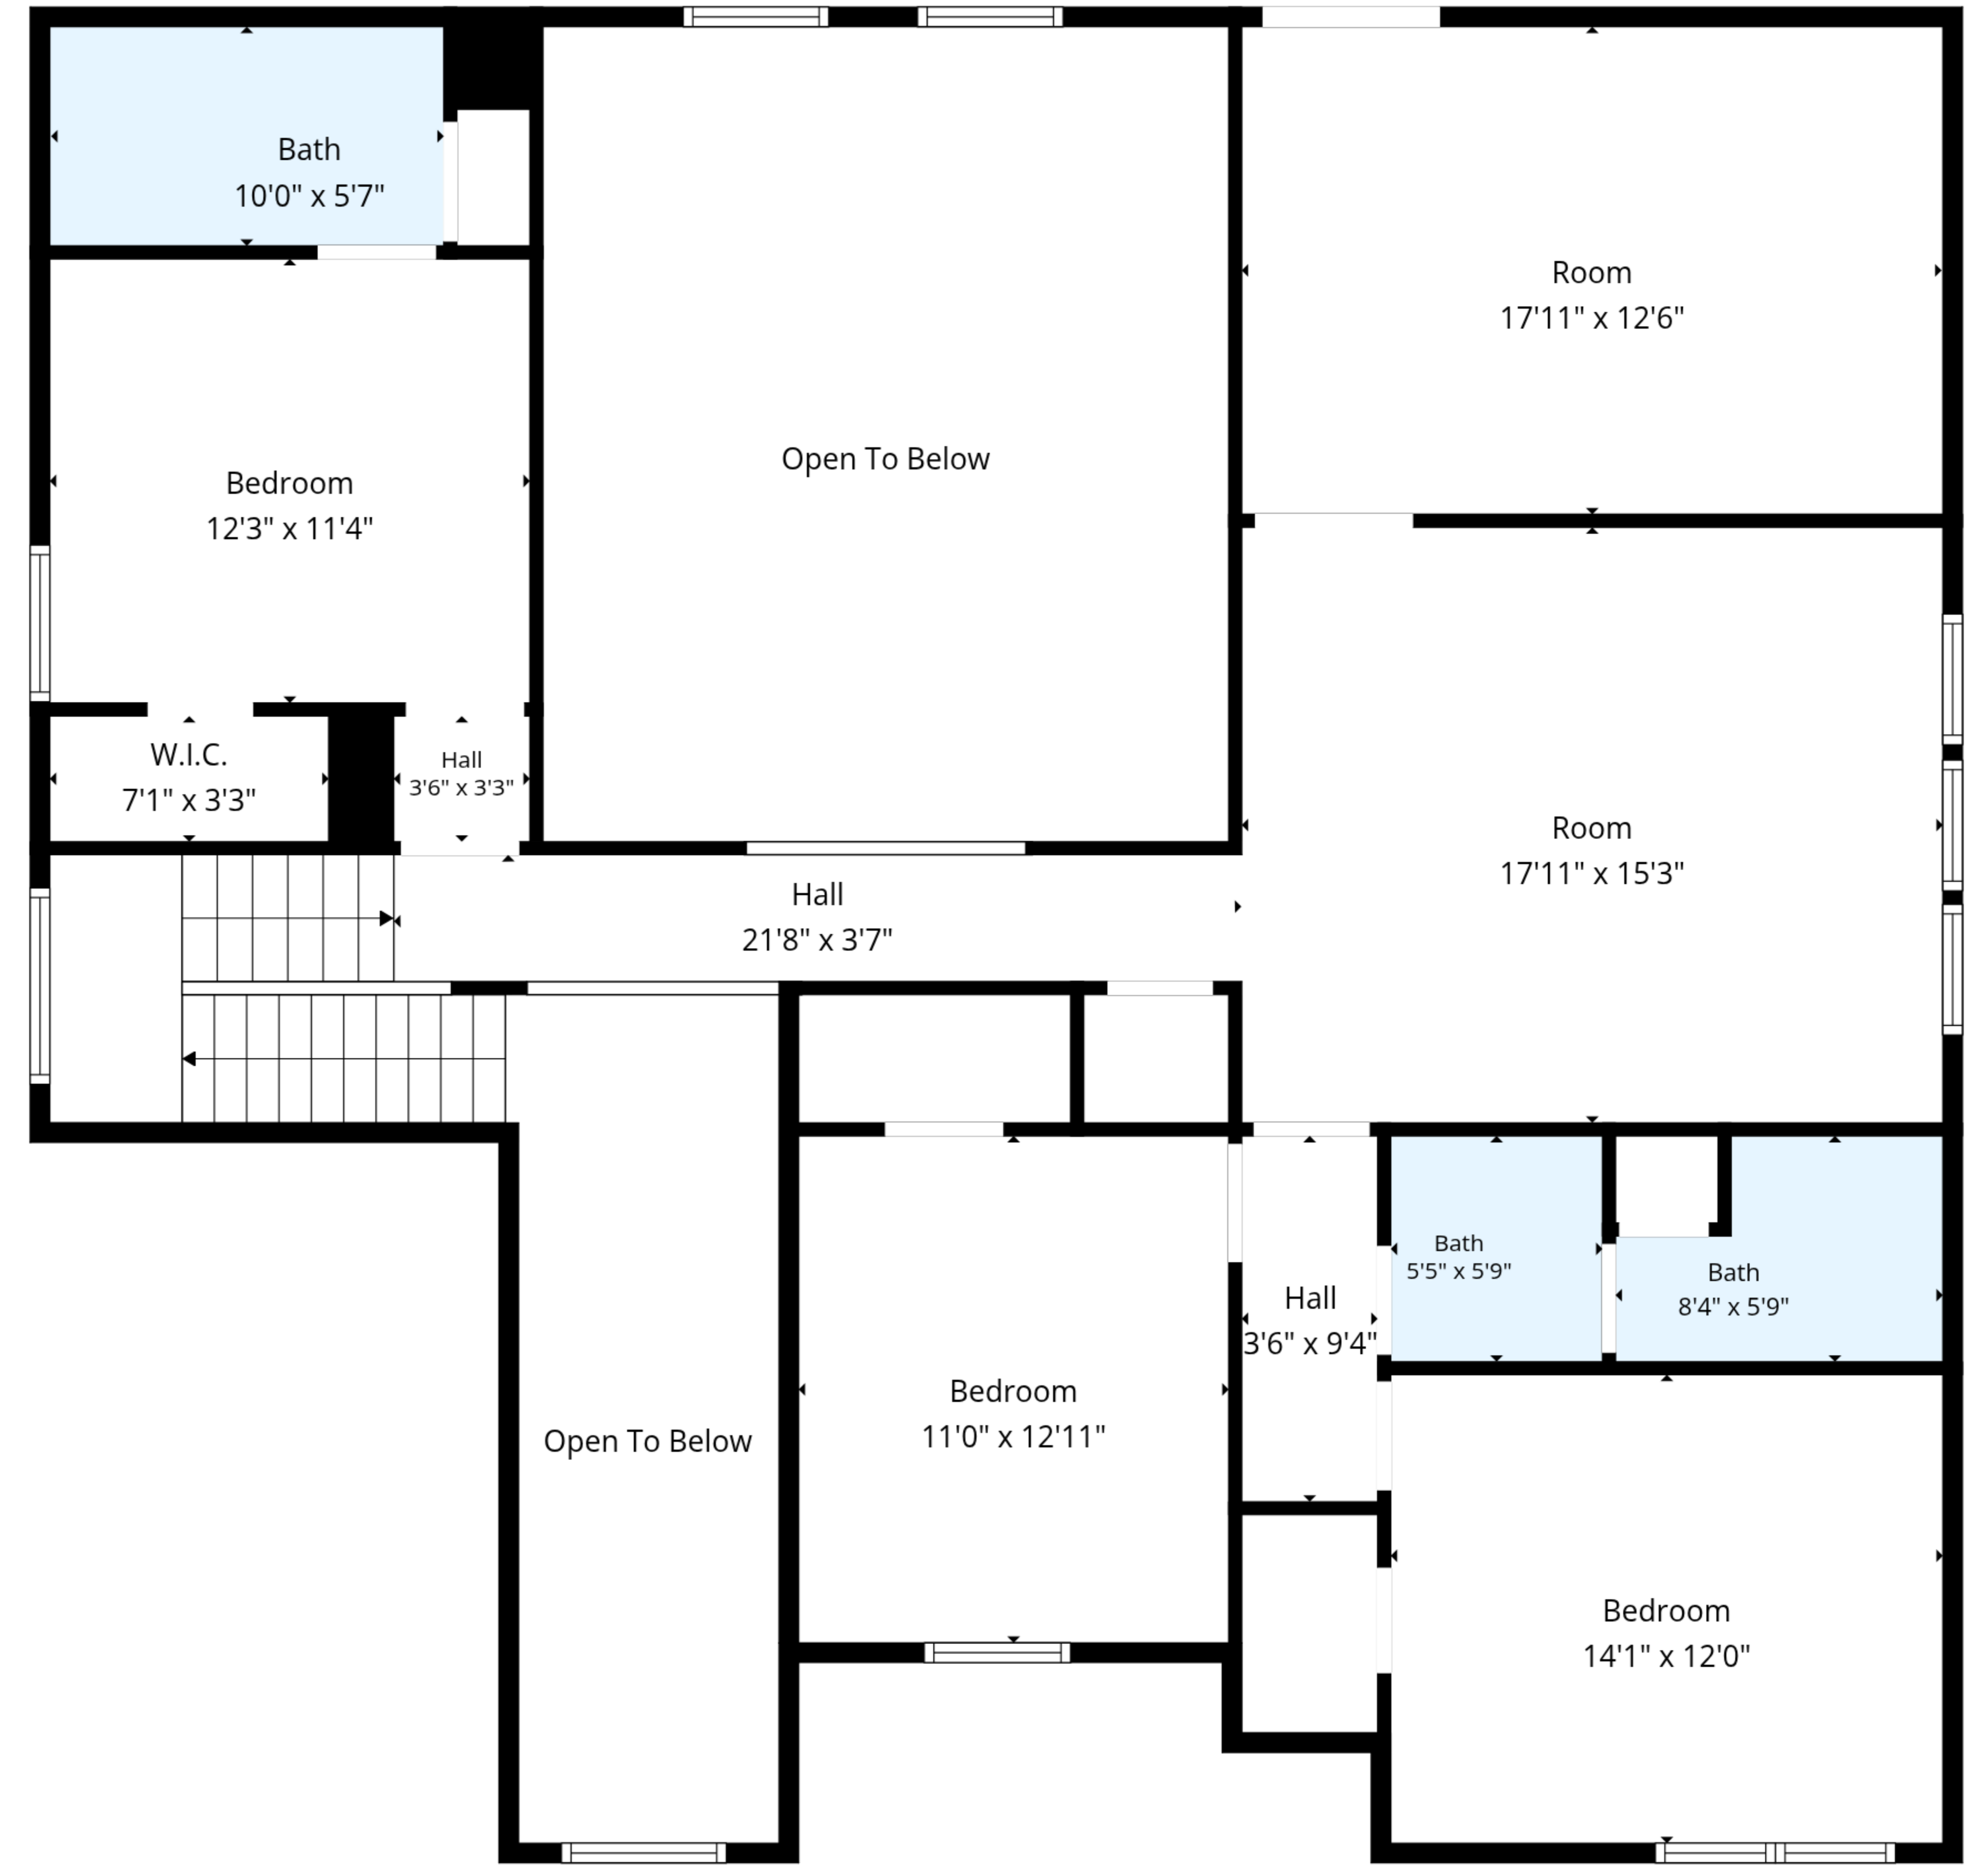 Bath
10'0" x 5'7"
Room
17'11" x 12'6"
Open To Below
Bedroom
12'3" x 11'4"
W.I.C.
7'1" x 3'3"
Hall
3'6" x 3'3"
Room
17'11" x 15'3"
Hall
21'8" x 3'7"
Bath
5'5" x 5'9"
Bath
8'4" x 5'9"
Hall
3'6" x 9'4"
Bedroom
11'0" x 12'11"
Open To Below
Bedroom
14'1" x 12'0"